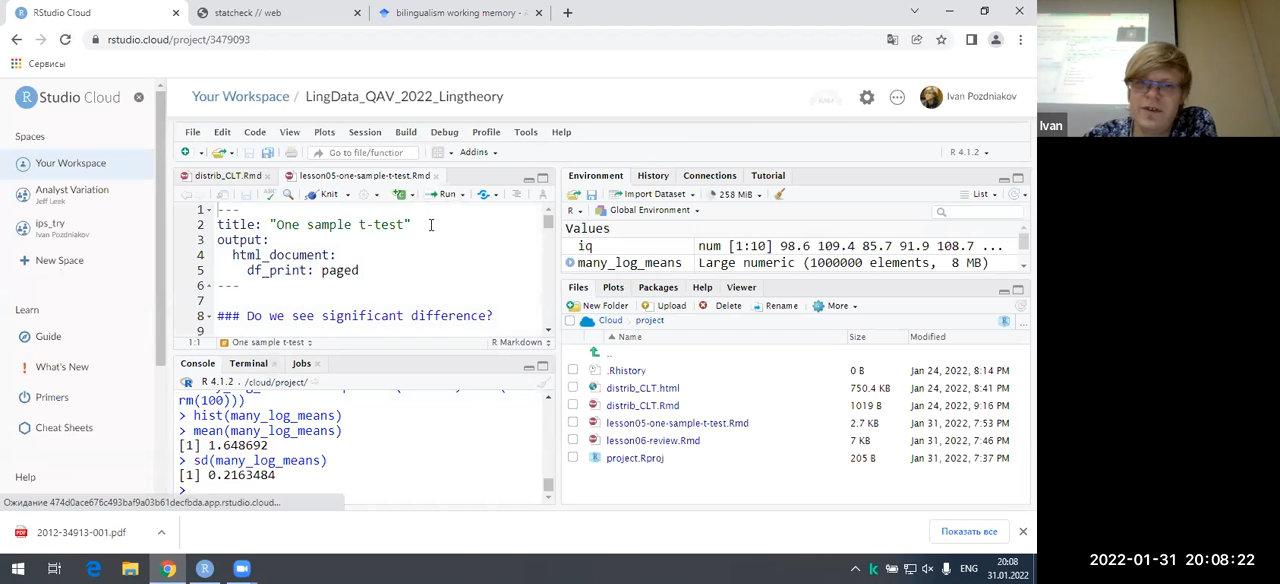 RStudio Cloud
statcheck // web
bilingualism working memory - A
rstudio.cloud/project/3479093
Сервисы
R Studio Cloud
Your Workspace / LingData_QAV_2022_Lingtheory
Ivan Pozdniakov
Ivan
Spaces
Your Workspace
Analyst Variation
Jeff Leek
ips_try
Ivan Pozdniakov
New Space
Learn
Guide
What's New
Primers
Cheat Sheets
Help
File Edit Code View Plots Session Build Debug Profile Tools Help
Go to file/function
Addins
R 4.1.2
distrib_CLT.Rmd
lesson05-one-sample-t-test.Rmd
ABC
Knit
Run
1 ---
2 title: "One sample t-test"
3 output:
4 html_document:
5 df_print: paged
6 ---
7
8 ### Do we see significant difference?
9
1:1 One sample t-test
R Markdown
Console Terminal Jobs
R 4.1.2 . /cloud/project/
rm(100)))
> hist(many_log_means)
> mean(many_log_means)
[1] 1.648692
> sd(many_log_means)
[1] 0.2163484
>
Environment History Connections Tutorial
Import Dataset
258 MiB
List
R
Global Environment
Values
iq num [1:10] 98.6 109.4 85.7 91.9 108.7 ...
many_log_means Large numeric (1000000 elements, 8 MB)
Files Plots Packages Help Viewer
New Folder Upload Delete Rename More
Cloud project
Name Size Modified
..
.Rhistory 0 B Jan 24, 2022, 8:14 PM
distrib_CLT.html 750.4 KB Jan 24, 2022, 8:41 PM
distrib_CLT.Rmd 1019 B Jan 24, 2022, 9:16 PM
lesson05-one-sample-t-test.Rmd 2.7 KB Jan 31, 2022, 7:53 PM
lesson06-review.Rmd 7 KB Jan 31, 2022, 7:46 PM
project.Rproj 205 B Jan 31, 2022, 7:37 PM
Ожидание 474d0ace676c493baf9a03b61decfbda.app.rstudio.cloud...
2012-34913-001.pdf
Показать все
ENG
20:08
31.01.2022
2022-01-31 20:08:22